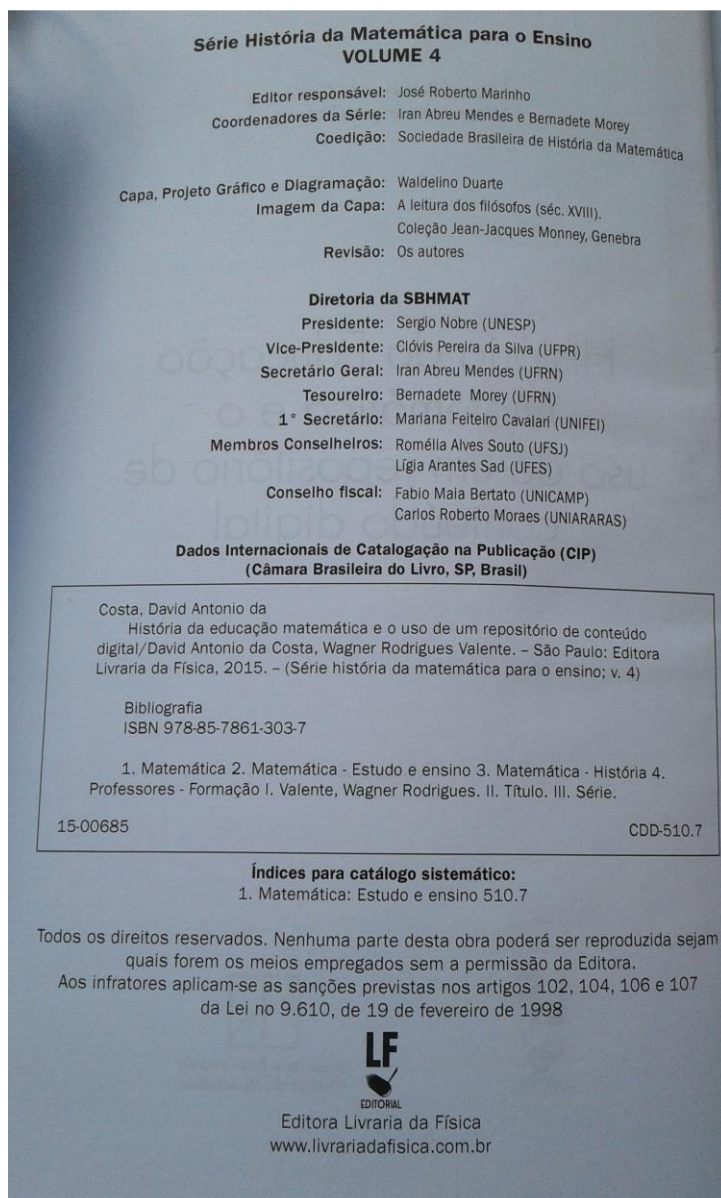 Série História da Matemática para o Ensino
VOLUME 4
Editor responsável: José Roberto Marinho
Coordenadores da Série: Iran Abreu Mendes e Bernadete Morey
Coedição: Sociedade Brasileira de História da Matemática
Capa, Projeto Gráfico e Diagramação: Waldelino Duarte
Imagem da Capa: A leitura dos filósofos (séc. XVIII).
Coleção Jean-Jacques Monney, Genebra
Revisão: Os autores
Diretoria da SBHMAT
Presidente: Sergio Nobre (UNESP)
Vice-Presidente: Clóvis Pereira da Silva (UFPR)
Secretário Geral: Iran Abreu Mendes (UFRN)
Tesoureiro: Bernadete Morey (UFRN)
1° Secretário: Mariana Feiteiro Cavalari (UNIFEI)
Membros Conselheiros: Romélia Alves Souto (UFSJ)
Lígia Arantes Sad (UFES)
Conselho fiscal: Fabio Maia Bertato (UNICAMP)
Carlos Roberto Moraes (UNIARARAS)
Dados Internacionais de Catalogação na Publicação (CIP)
(Câmara Brasileira do Livro, SP, Brasil)
Costa, David Antonio da
História da educação matemática e o uso de um repositório de conteúdo
digital/David Antonio da Costa, Wagner Rodrigues Valente. – São Paulo: Editora
Livraria da Física, 2015. – (Série história da matemática para o ensino; v. 4)
Bibliografia
ISBN 978-85-7861-303-7
1. Matemática 2. Matemática - Estudo e ensino 3. Matemática - História 4.
Professores - Formação I. Valente, Wagner Rodrigues. II. Título. III. Série.
15-00685 CDD-510.7
Índices para catálogo sistemático:
1. Matemática: Estudo e ensino 510.7
Todos os direitos reservados. Nenhuma parte desta obra poderá ser reproduzida sejam
quais forem os meios empregados sem a permissão da Editora.
Aos infratores aplicam-se as sanções previstas nos artigos 102, 104, 106 e 107
da Lei no 9.610, de 19 de fevereiro de 1998
LF
EDITORIAL
Editora Livraria da Física
www.livrariadafisica.com.br